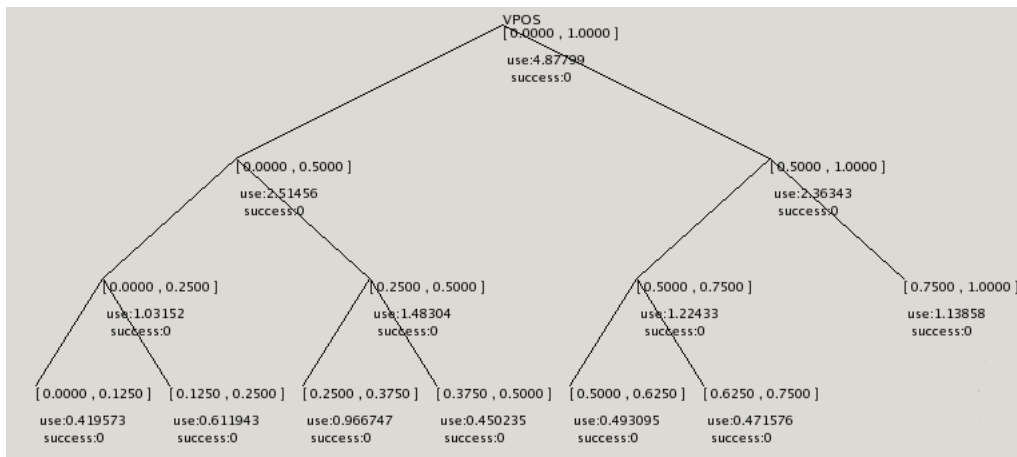 VPOS
[0.0000 , 1.0000 ]
use:4.87799
success:0
[0.0000 , 0.5000 ]
[0.5000 , 1.0000 ]
use:2.51456
use:2.36343
success:0
success:0
[0.0000 , 0.2500 ]
[0.2500 , 0.5000 ]
[0.5000 , 0.7500 ]
[0.7500 , 1.0000 ]
use:1.03152
use:1.48304
use:1.22433
use:1.13858
success:0
success:0
success:0
success:0
[0.0000 , 0.1250 ]
[0.1250 , 0.2500 ]
[0.2500 , 0.3750 ]
[0.3750 , 0.5000 ]
[0.5000 , 0.6250 ]
[0.6250 , 0.7500 ]
use:0.419573
use:0.611943
use:0.966747
use:0.450235
use:0.493095
use:0.471576
success:0
success:0
success:0
success:0
success:0
success:0